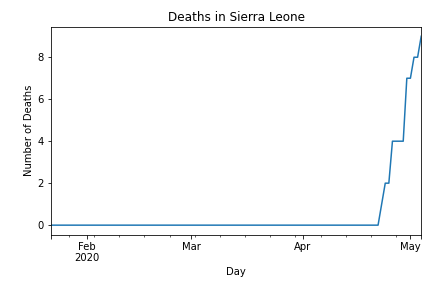 Deaths in Sierra Leone
Number of Deaths
8
6
4
2
0
Feb
2020
Mar
Apr
May
Day